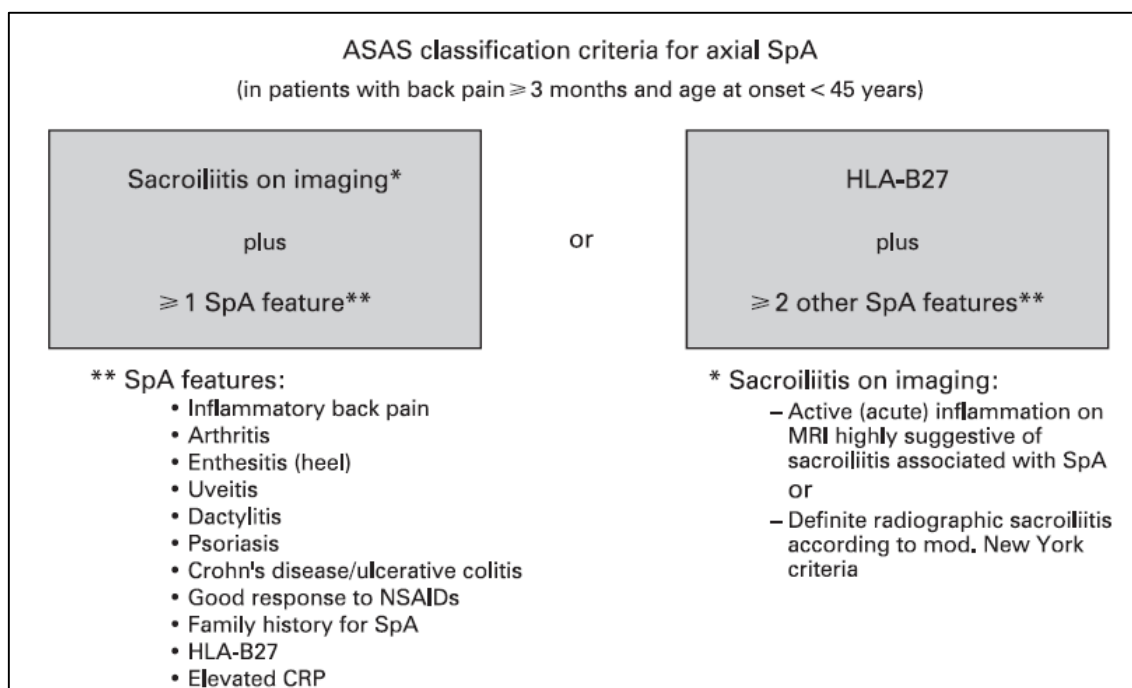 ASAS classification criteria for axial SpA
(in patients with back pain ⩾ 3 months and age at onset < 45 years)
Sacroiliitis on imaging*
plus
⩾ 1 SpA feature**
or
HLA-B27
plus
⩾ 2 other SpA features**
** SpA features:
• Inflammatory back pain
• Arthritis
• Enthesitis (heel)
• Uveitis
• Dactylitis
• Psoriasis
• Crohn's disease/ulcerative colitis
• Good response to NSAIDs
• Family history for SpA
• HLA-B27
• Elevated CRP
* Sacroiliitis on imaging:
– Active (acute) inflammation on
MRI highly suggestive of
sacroiliitis associated with SpA
or
– Definite radiographic sacroiliitis
according to mod. New York
criteria